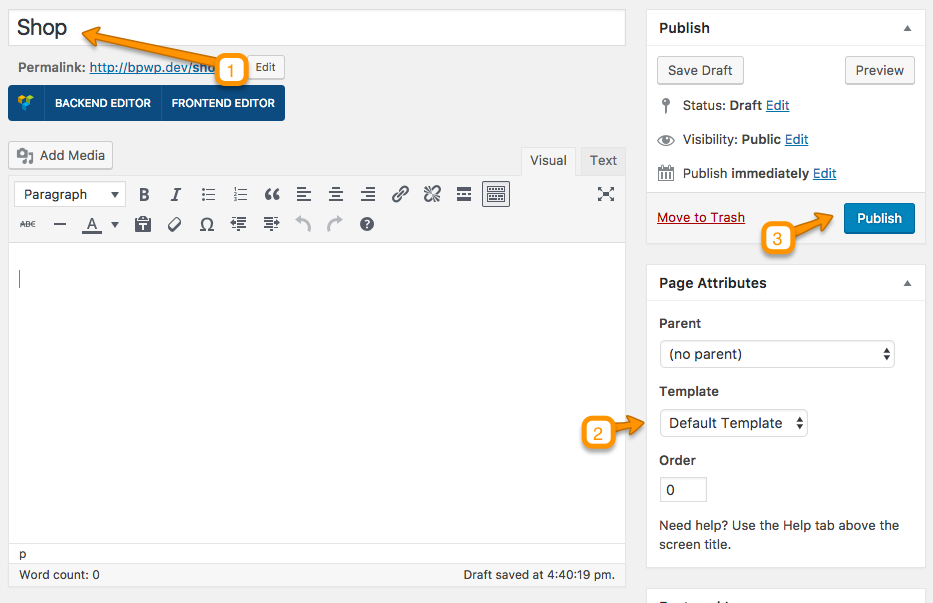 Shop
Permalink: http://bpwp.dev/sho
1
Edit
BACKEND EDITOR
FRONTEND EDITOR
Add Media
Visual
Text
Paragraph
B
I
ABC
A
Ω
p
Word count: 0
Draft saved at 4:40:19 pm.
Publish
Save Draft
Preview
Status: Draft Edit
Visibility: Public Edit
Publish immediately Edit
Move to Trash
3
Publish
Page Attributes
Parent
(no parent)
Template
2
Default Template
Order
0
Need help? Use the Help tab above the
screen title.